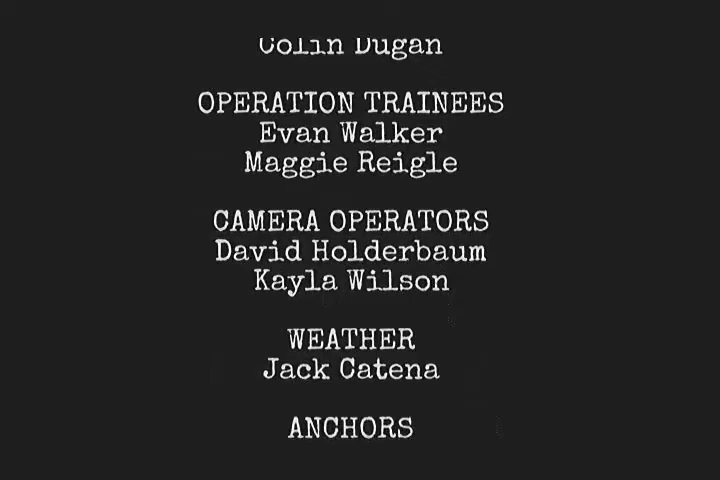 Colin Dugan
OPERATION TRAINEES
Evan Walker
Maggie Reigle
CAMERA OPERATORS
David Holderbaum
Kayla Wilson
WEATHER
Jack Catena
ANCHORS